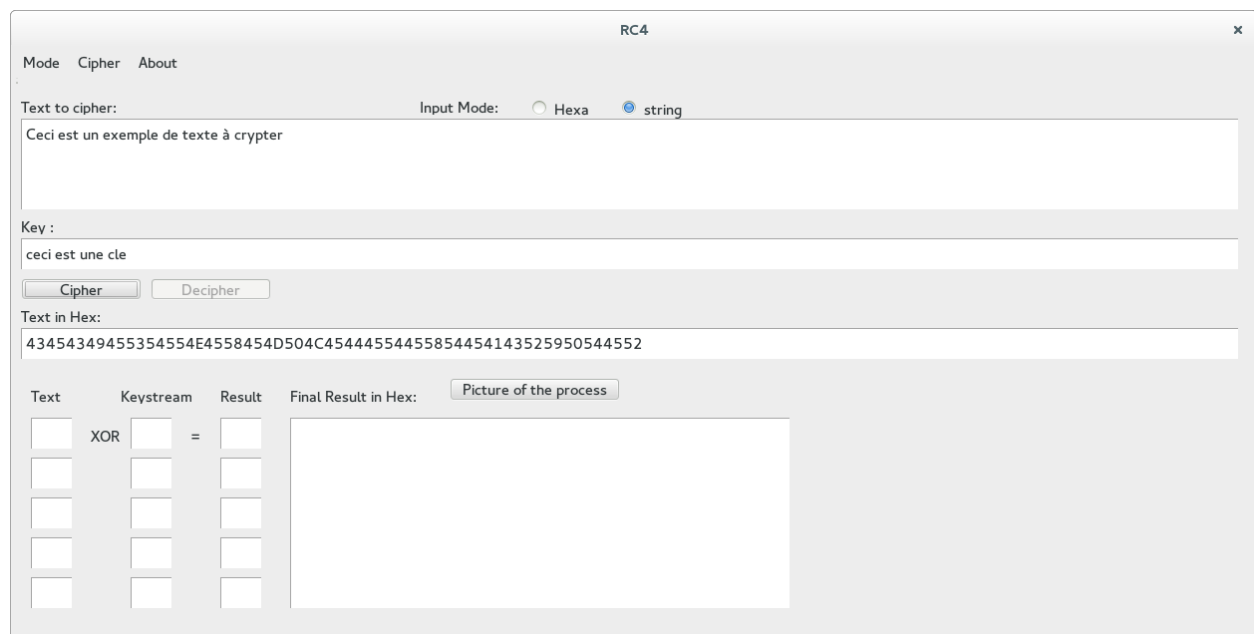 RC4 ×
Mode Cipher About
Text to cipher: Input Mode: Hexa string
Ceci est un exemple de texte à crypter
Key :
ceci est une cle
Cipher Decipher
Text in Hex:
43454349455354554E4558454D504C45444554455854454143525950544552
Text Keystream Result Final Result in Hex: Picture of the process
XOR =